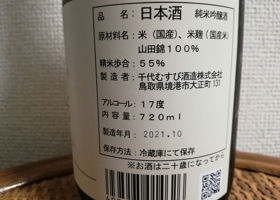 品 名：日本酒 純米吟醸酒
原材料名：米（国産）、米麹（国産米）
山田錦１００％
精米歩合：５５％
製造者：千代むすび酒造株式会社
鳥取県境港市大正町131
アルコール：１７度
内容量：７２０ｍｌ
製造年月：2021.10
保存方法：冷蔵庫にて保存
＊お酒は二十歳になってから